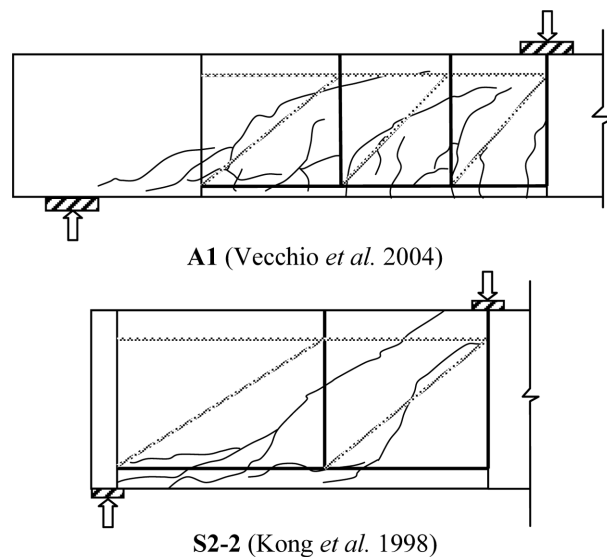 A1 (Vecchio et al. 2004)
S2-2 (Kong et al. 1998)